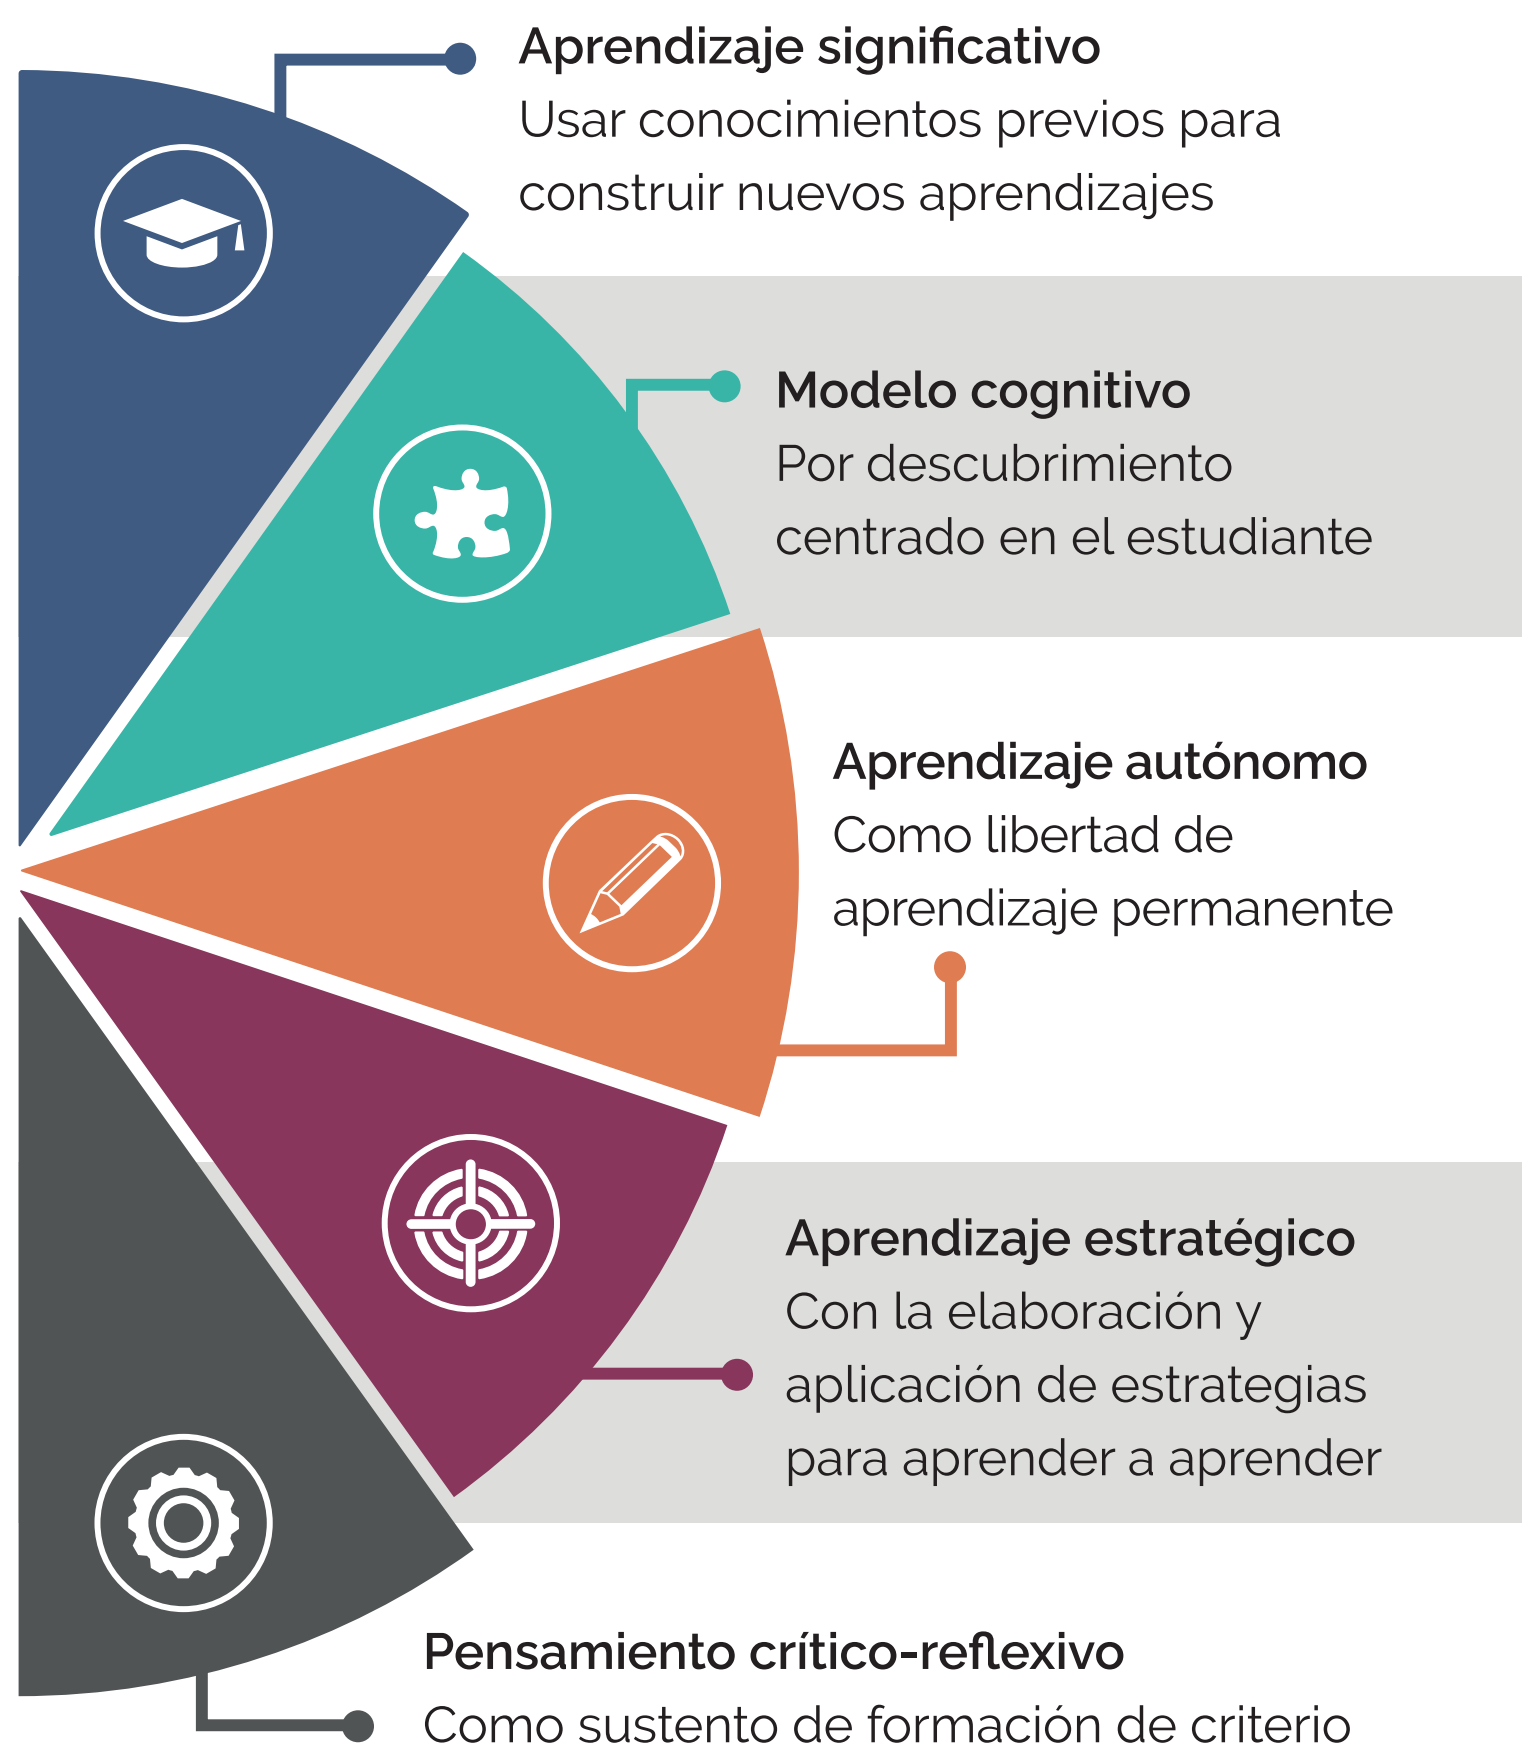 Aprendizaje significativo
Usar conocimientos previos para
construir nuevos aprendizajes
Modelo cognitivo
Por descubrimiento
centrado en el estudiante
Aprendizaje autónomo
Como libertad de
aprendizaje permanente
Aprendizaje estratégico
Con la elaboración y
aplicación de estrategias
para aprender a aprender
Pensamiento crítico-reflexivo
Como sustento de formación de criterio